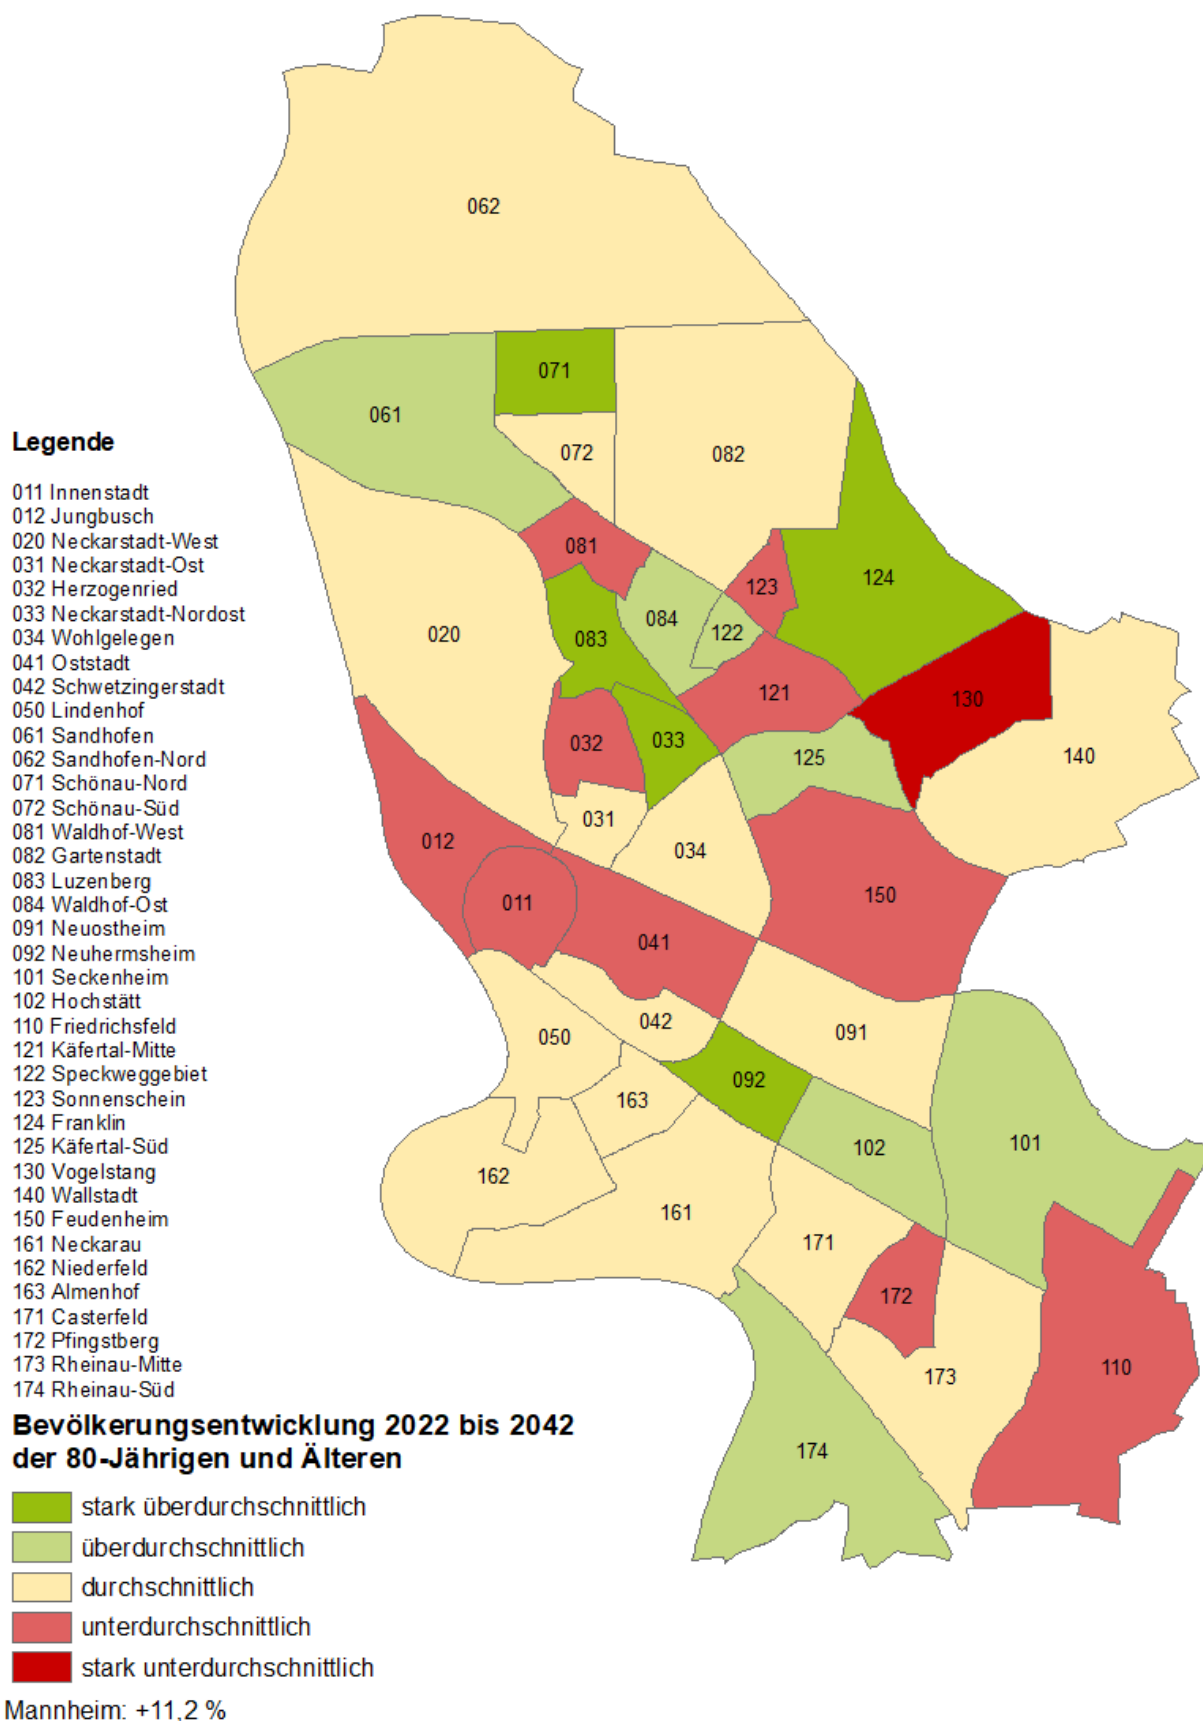 062
071
061
072
082
081
123
124
084
122
083
020
121
130
033
032
125
140
031
012
034
011
150
041
042
091
050
092
163
102
101
162
161
171
172
173
110
174
Legende
011 Innenstadt
012 Jungbusch
020 Neckarstadt-West
031 Neckarstadt-Ost
032 Herzogenried
033 Neckarstadt-Nordost
034 Wohlgelegen
041 Oststadt
042 Schwetzingerstadt
050 Lindenhof
061 Sandhofen
062 Sandhofen-Nord
071 Schönau-Nord
072 Schönau-Süd
081 Waldhof-West
082 Gartenstadt
083 Luzenberg
084 Waldhof-Ost
091 Neuostheim
092 Neuhermsheim
101 Seckenheim
102 Hochstätt
110 Friedrichsfeld
121 Käfertal-Mitte
122 Speckweggebiet
123 Sonnenschein
124 Franklin
125 Käfertal-Süd
130 Vogelstang
140 Wallstadt
150 Feudenheim
161 Neckarau
162 Niederfeld
163 Almenhof
171 Casterfeld
172 Pfingstberg
173 Rheinau-Mitte
174 Rheinau-Süd
Bevölkerungsentwicklung 2022 bis 2042
der 80-Jährigen und Älteren
stark überdurchschnittlich
überdurchschnittlich
durchschnittlich
unterdurchschnittlich
stark unterdurchschnittlich
Mannheim: +11,2 %